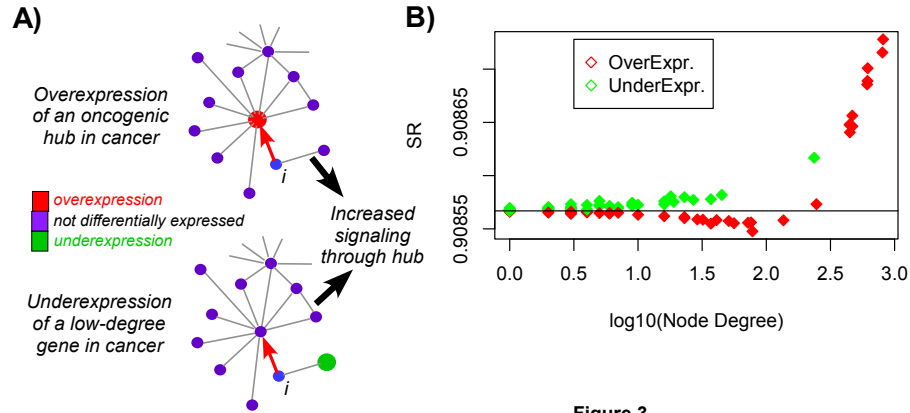 A)
Overexpression
of an oncogenic
hub in cancer
i
overexpression
not differentially expressed
underexpression
Increased
signaling
through hub
Underexpression
of a low-degree
gene in cancer
i
B)
OverExpr.
UnderExpr.
SR
0.90865
0.90855
0.0 0.5 1.0 1.5 2.0 2.5 3.0
log10(Node Degree)